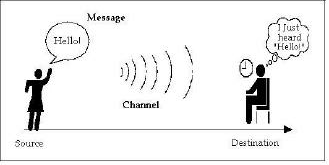 Message
Hello!
I Just
heard
"Hello!"
Channel
Source
Destination